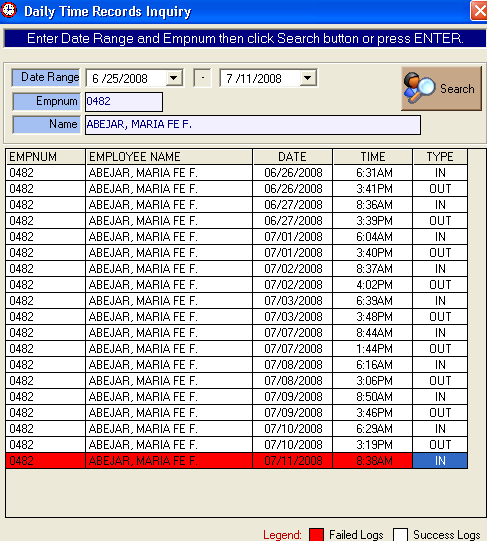 Daily Time Records Inquiry
Enter Date Range and Empnum then click Search button or press ENTER.
Date Range 6 /25/2008 - 7 /11/2008
Search
Empnum 0482
Name ABEJAR, MARIA FE F.
EMPNUM EMPLOYEE NAME DATE TIME TYPE
0482 ABEJAR, MARIA FE F. 06/26/2008 6:31AM IN
0482 ABEJAR, MARIA FE F. 06/26/2008 3:41PM OUT
0482 ABEJAR, MARIA FE F. 06/27/2008 8:36AM IN
0482 ABEJAR, MARIA FE F. 06/27/2008 3:39PM OUT
0482 ABEJAR, MARIA FE F. 07/01/2008 6:04AM IN
0482 ABEJAR, MARIA FE F. 07/01/2008 3:40PM OUT
0482 ABEJAR, MARIA FE F. 07/02/2008 8:37AM IN
0482 ABEJAR, MARIA FE F. 07/02/2008 4:02PM OUT
0482 ABEJAR, MARIA FE F. 07/03/2008 6:39AM IN
0482 ABEJAR, MARIA FE F. 07/03/2008 3:48PM OUT
0482 ABEJAR, MARIA FE F. 07/07/2008 8:44AM IN
0482 ABEJAR, MARIA FE F. 07/07/2008 1:44PM OUT
0482 ABEJAR, MARIA FE F. 07/08/2008 6:16AM IN
0482 ABEJAR, MARIA FE F. 07/08/2008 3:06PM OUT
0482 ABEJAR, MARIA FE F. 07/09/2008 8:50AM IN
0482 ABEJAR, MARIA FE F. 07/09/2008 3:46PM OUT
0482 ABEJAR, MARIA FE F. 07/10/2008 6:29AM IN
0482 ABEJAR, MARIA FE F. 07/10/2008 3:19PM OUT
0482 ABEJAR, MARIA FE F. 07/11/2008 8:38AM IN
Legend: Failed Logs Success Logs